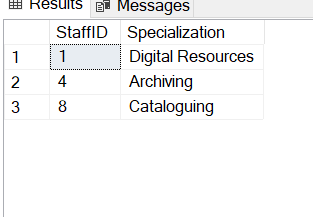 Results Messages
StaffID Specialization
1 1 Digital Resources
2 4 Archiving
3 8 Cataloguing